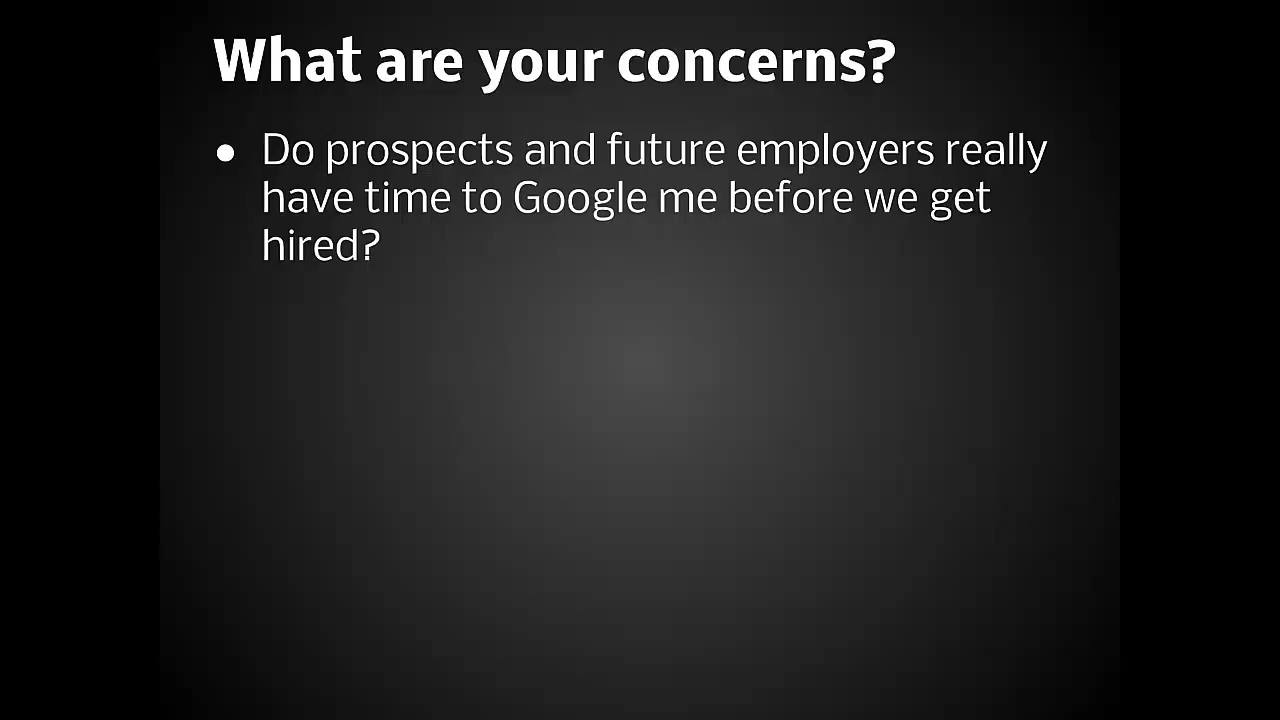 What are your concerns?
● Do prospects and future employers really
have time to Google me before we get
hired?